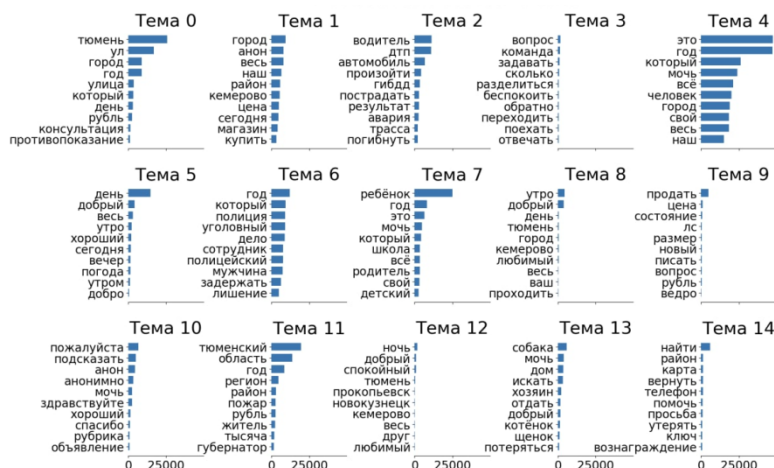 Тема 0
тюмень
ул
город
год
улица
который
день
рубль
консультация
противопоказание
Тема 1
город
анон
весь
наш
район
кемерово
цена
сегодня
магазин
купить
Тема 2
водитель
дтп
автомобиль
произойти
гибдд
пострадать
результат
авария
трасса
погибнуть
Тема 3
вопрос
команда
задавать
сколько
разделиться
беспокоить
обратно
переходить
поехать
отвечать
Тема 4
это
год
который
мочь
всё
человек
город
свой
весь
наш
Тема 5
день
добрый
весь
утро
хороший
сегодня
вечер
погода
утром
добро
Тема 6
год
который
полиция
уголовный
дело
сотрудник
полицейский
мужчина
задержать
лишение
Тема 7
ребёнок
год
это
мочь
который
школа
всё
родитель
свой
детский
Тема 8
утро
добрый
день
тюмень
город
кемерово
любимый
весь
ваш
проходить
Тема 9
продать
цена
состояние
лс
размер
новый
писать
вопрос
рубль
ведро
Тема 10
пожалуйста
подсказать
анон
анонимно
мочь
здравствуйте
хороший
спасибо
рубрика
объявление
0 25000
Тема 11
тюменский
область
год
регион
район
пожар
рубль
житель
тысяча
губернатор
0 25000
Тема 12
ночь
добрый
спокойный
тюмень
прокопьевск
новокузнецк
кемерово
весь
друг
любимый
0 25000
Тема 13
собака
мочь
дом
искать
хозяин
отдать
добрый
котёнок
щенок
потеряться
0 25000
Тема 14
найти
район
карта
вернуть
телефон
помочь
просьба
утерять
ключ
вознаграждение
0 25000